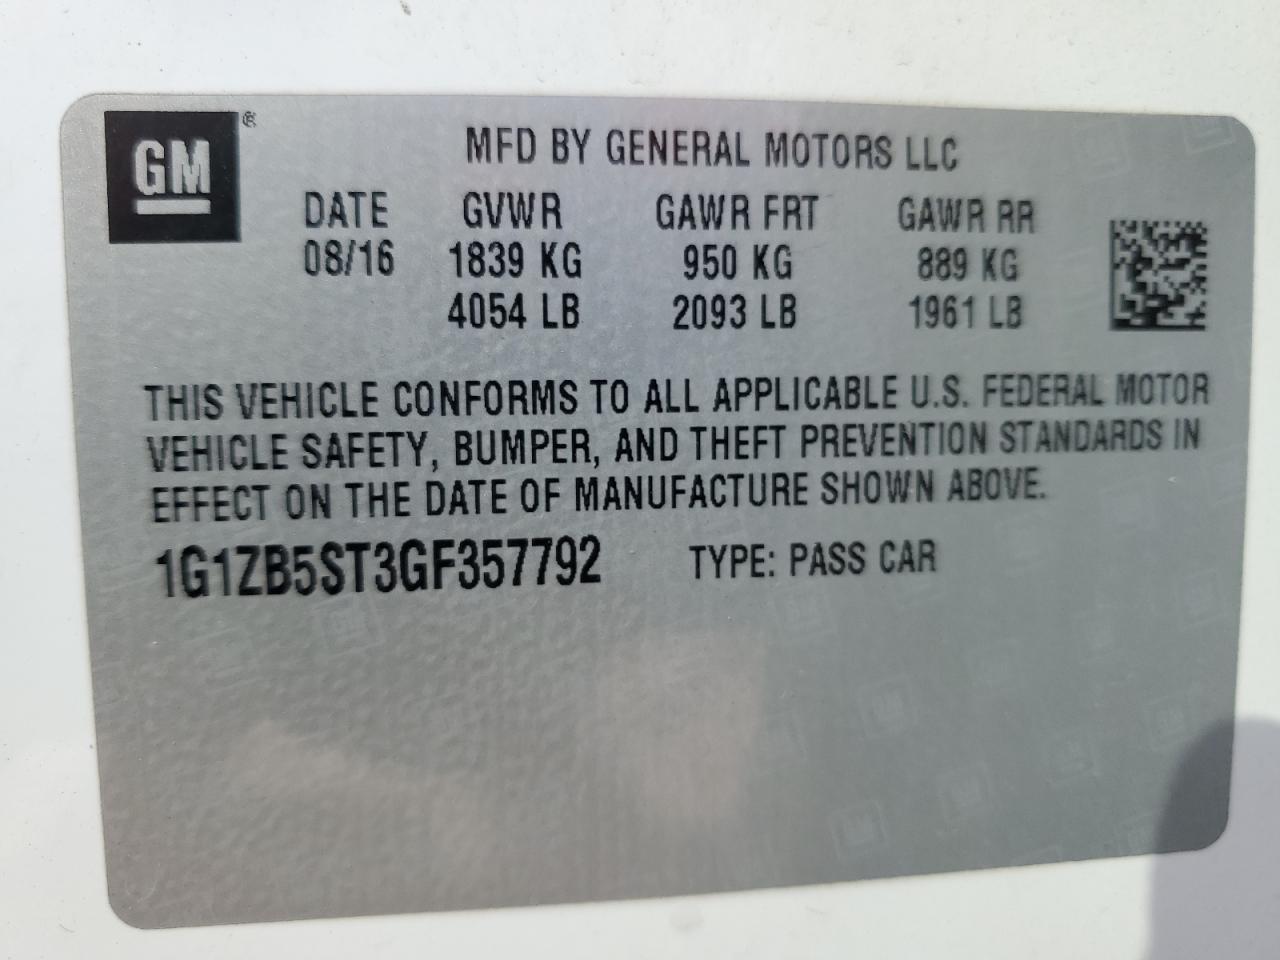 GM ®
MFD BY GENERAL MOTORS LLC
DATE GVWR GAWR FRT GAWR RR
08/16 1839 KG 950 KG 889 KG
4054 LB 2093 LB 1961 LB
THIS VEHICLE CONFORMS TO ALL APPLICABLE U.S. FEDERAL MOTOR
VEHICLE SAFETY, BUMPER, AND THEFT PREVENTION STANDARDS IN
EFFECT ON THE DATE OF MANUFACTURE SHOWN ABOVE.
1G1ZB5ST3GF357792 TYPE: PASS CAR